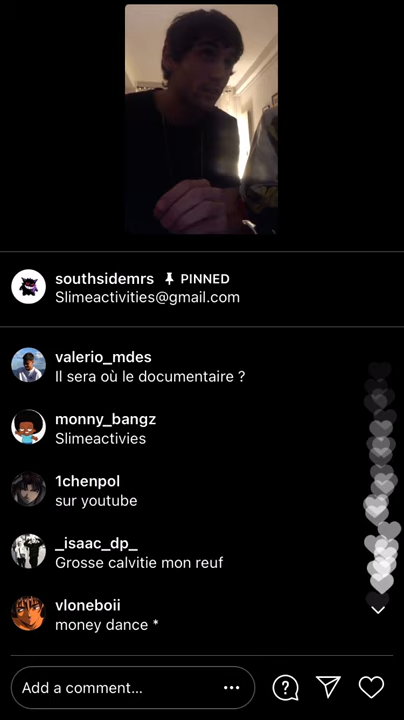 southsidemrs PINNED
Slimeactivities@gmail.com
valerio_mdes
Il sera où le documentaire ?
monny_bangz
Slimeactivies
1chenpol
sur youtube
_isaac_dp_
Grosse calvitie mon reuf
vloneboii
money dance *
Add a comment...